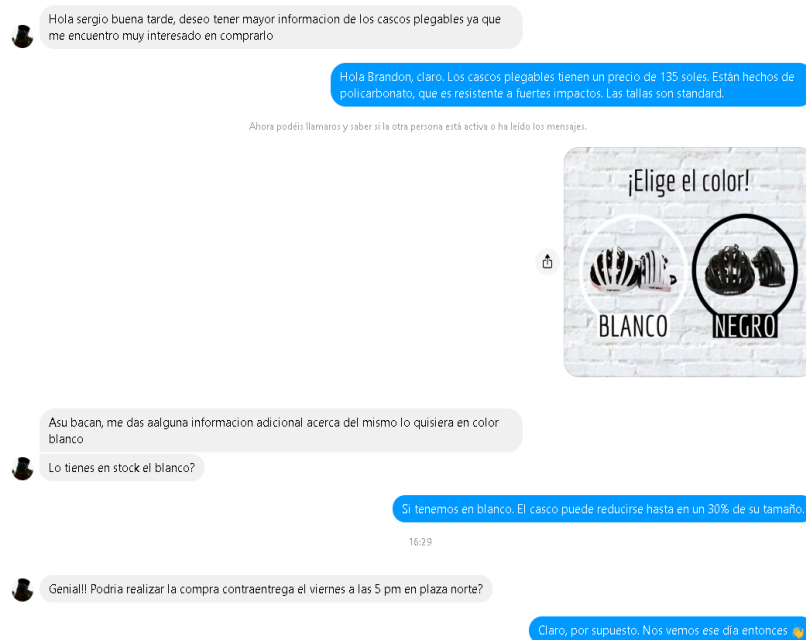 Hola sergio buena tarde, deseo tener mayor informacion de los cascos plegables ya que
me encuentro muy interesado en comprarlo
Hola Brandon, claro. Los cascos plegables tienen un precio de 135 soles. Están hechos de
policarbonato, que es resistente a fuertes impactos. Las tallas son standard.
Ahora podéis llamaros y saber si la otra persona está activa o ha leído los mensajes.
¡Elige el color!
BLANCO
NEGRO
Asu bacan, me das aalguna informacion adicional acerca del mismo lo quisiera en color
blanco
Lo tienes en stock el blanco?
Si tenemos en blanco. El casco puede reducirse hasta en un 30% de su tamaño.
16:29
Genial!! Podria realizar la compra contraentrega el viernes a las 5 pm en plaza norte?
Claro, por supuesto. Nos vemos ese día entonces 👋